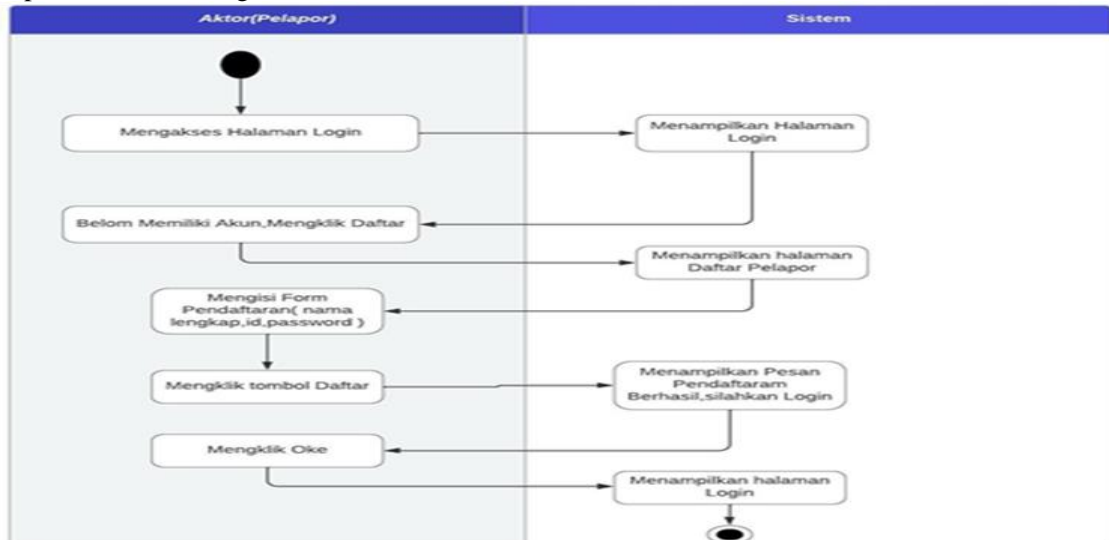 Aktor(Pelapor)
Sistem
Mengakses Halaman Login
Menampilkan Halaman
Login
Belom Memiliki Akun,Mengklik Daftar
Menampilkan halaman
Daftar Pelapor
Mengisi Form
Pendaftaran( nama
lengkap,id,password )
Mengklik tombol Daftar
Menampilkan Pesan
Pendaftaram
Berhasil,silahkan Login
Mengklik Oke
Menampilkan halaman
Login